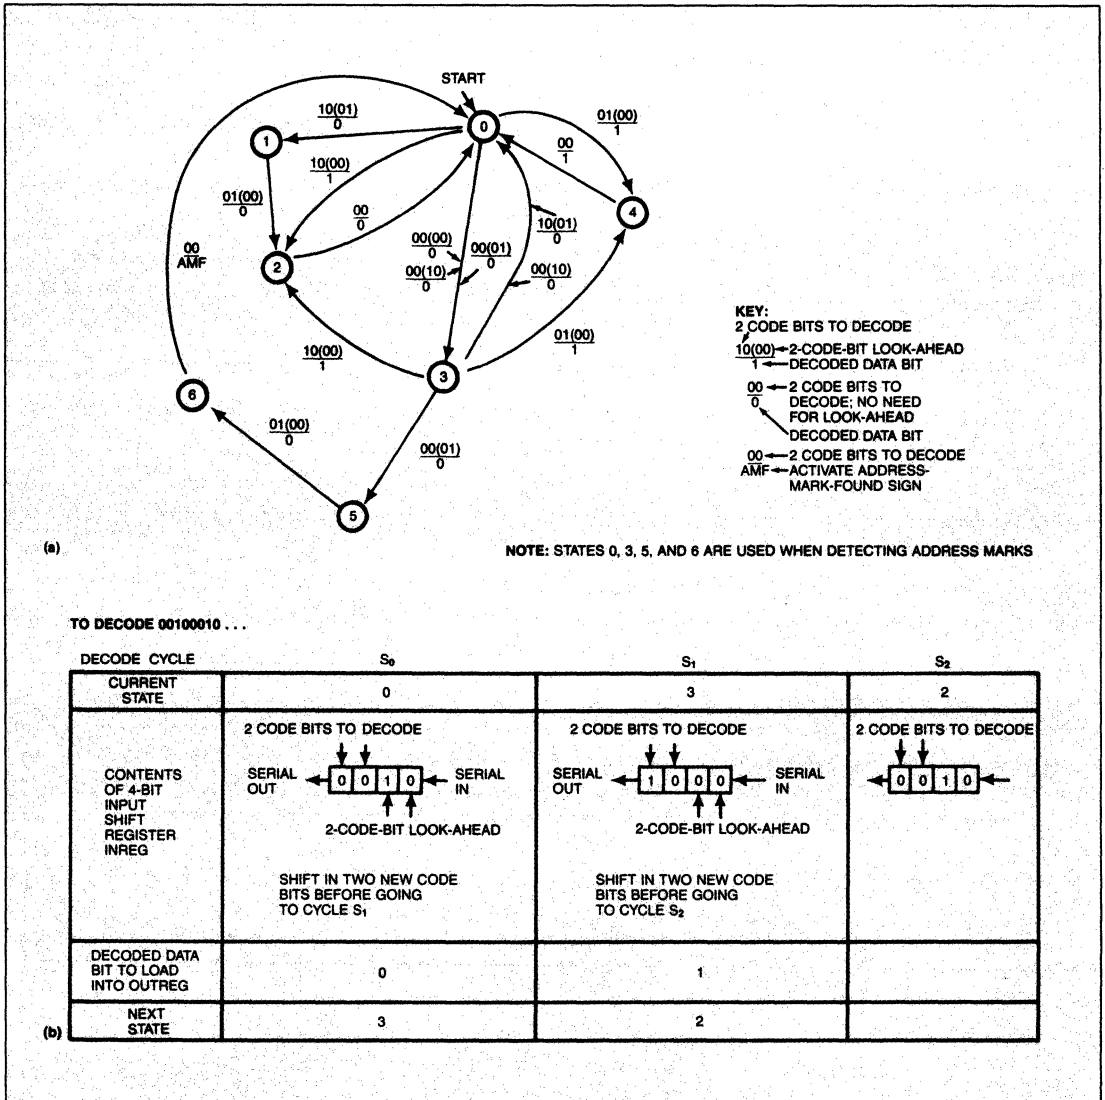 START
10(01)
0
0
01(00)
1
1
10(00)
1
00
1
01(00)
0
00
0
4
10(01)
0
2
00(00)
0
00(01)
0
00(10)
0
00(10)
0
00
AMF
01(00)
1
10(00)
1
3
6
01(00)
0
00(01)
0
5
KEY:
2 CODE BITS TO DECODE
10(00) 2-CODE-BIT LOOK-AHEAD
1 DECODED DATA BIT
00 2 CODE BITS TO
0 DECODE; NO NEED
FOR LOOK-AHEAD
DECODED DATA BIT
00 2 CODE BITS TO DECODE
AMF ACTIVATE ADDRESS-
MARK-FOUND SIGN
(a)
NOTE: STATES 0, 3, 5, AND 6 ARE USED WHEN DETECTING ADDRESS MARKS
TO DECODE 00100010 . . .
DECODE CYCLE S0 S1 S2
CURRENT
STATE
0 3 2
CONTENTS
OF 4-BIT
INPUT
SHIFT
REGISTER
INREG
2 CODE BITS TO DECODE
SERIAL
OUT
0 0 1 0
SERIAL
IN
2-CODE-BIT LOOK-AHEAD
SHIFT IN TWO NEW CODE
BITS BEFORE GOING
TO CYCLE S1
2 CODE BITS TO DECODE
SERIAL
OUT
1 0 0 0
SERIAL
IN
2-CODE-BIT LOOK-AHEAD
SHIFT IN TWO NEW CODE
BITS BEFORE GOING
TO CYCLE S2
2 CODE BITS TO DECODE
0 0 1 0
DECODED DATA
BIT TO LOAD
INTO OUTREG
0 1
NEXT
STATE
3 2
(b)